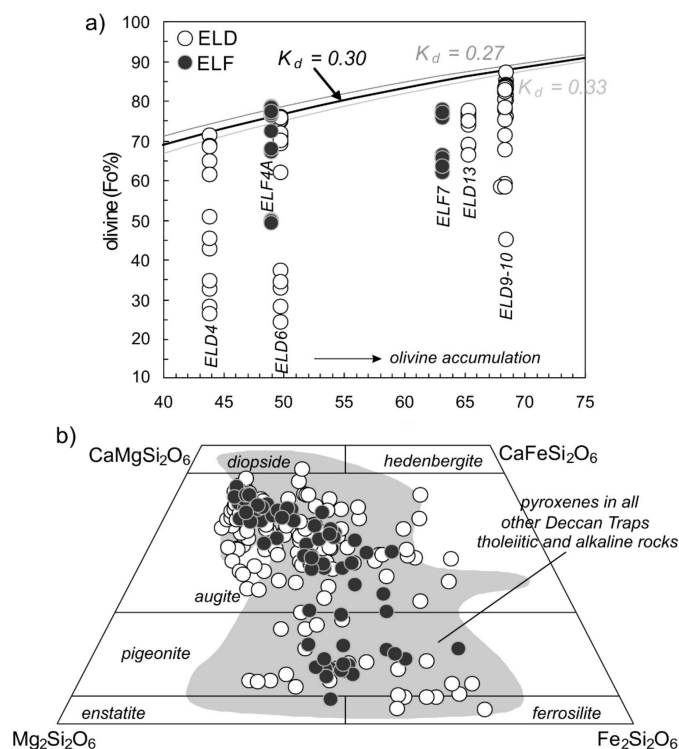 a)
100
90
80
70
60
50
40
30
20
10
olivine (Fo%)
ELD
ELF
K d = 0.30
K d = 0.27
K d = 0.33
ELD4
ELF4A
ELD6
ELF7
ELD13
ELD9-10
olivine accumulation
40 45 50 55 60 65 70 75
b)
CaMgSi2O6
CaFeSi2O6
diopside
hedenbergite
pyroxenes in all
other Deccan Traps
tholeiitic and alkaline rocks
augite
pigeonite
enstatite
ferrosilite
Mg2Si2O6
Fe2Si2O6